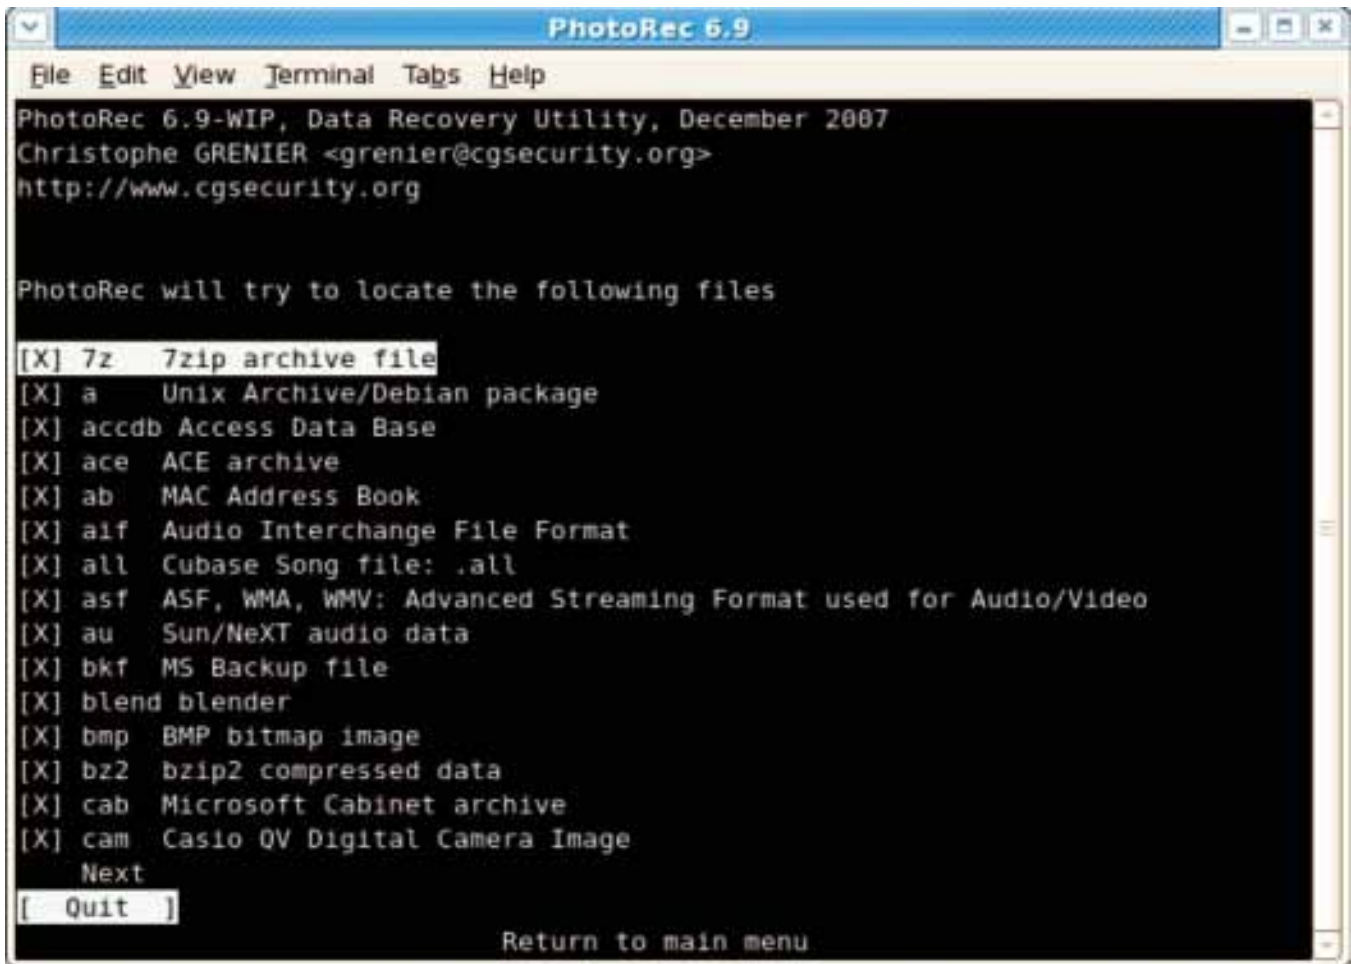 PhotoRec 6.9
File Edit View Terminal Tabs Help
PhotoRec 6.9-WIP, Data Recovery Utility, December 2007
Christophe GRENIER <grenier@cgsecurity.org>
http://www.cgsecurity.org
PhotoRec will try to locate the following files
[X] 7z 7zip archive file
[X] a Unix Archive/Debian package
[X] accdb Access Data Base
[X] ace ACE archive
[X] ab MAC Address Book
[X] aif Audio Interchange File Format
[X] all Cubase Song file: .all
[X] asf ASF, WMA, WMV: Advanced Streaming Format used for Audio/Video
[X] au Sun/NeXT audio data
[X] bkf MS Backup file
[X] blend blender
[X] bmp BMP bitmap image
[X] bz2 bzip2 compressed data
[X] cab Microsoft Cabinet archive
[X] cam Casio QV Digital Camera Image
Next
[ Quit ]
Return to main menu